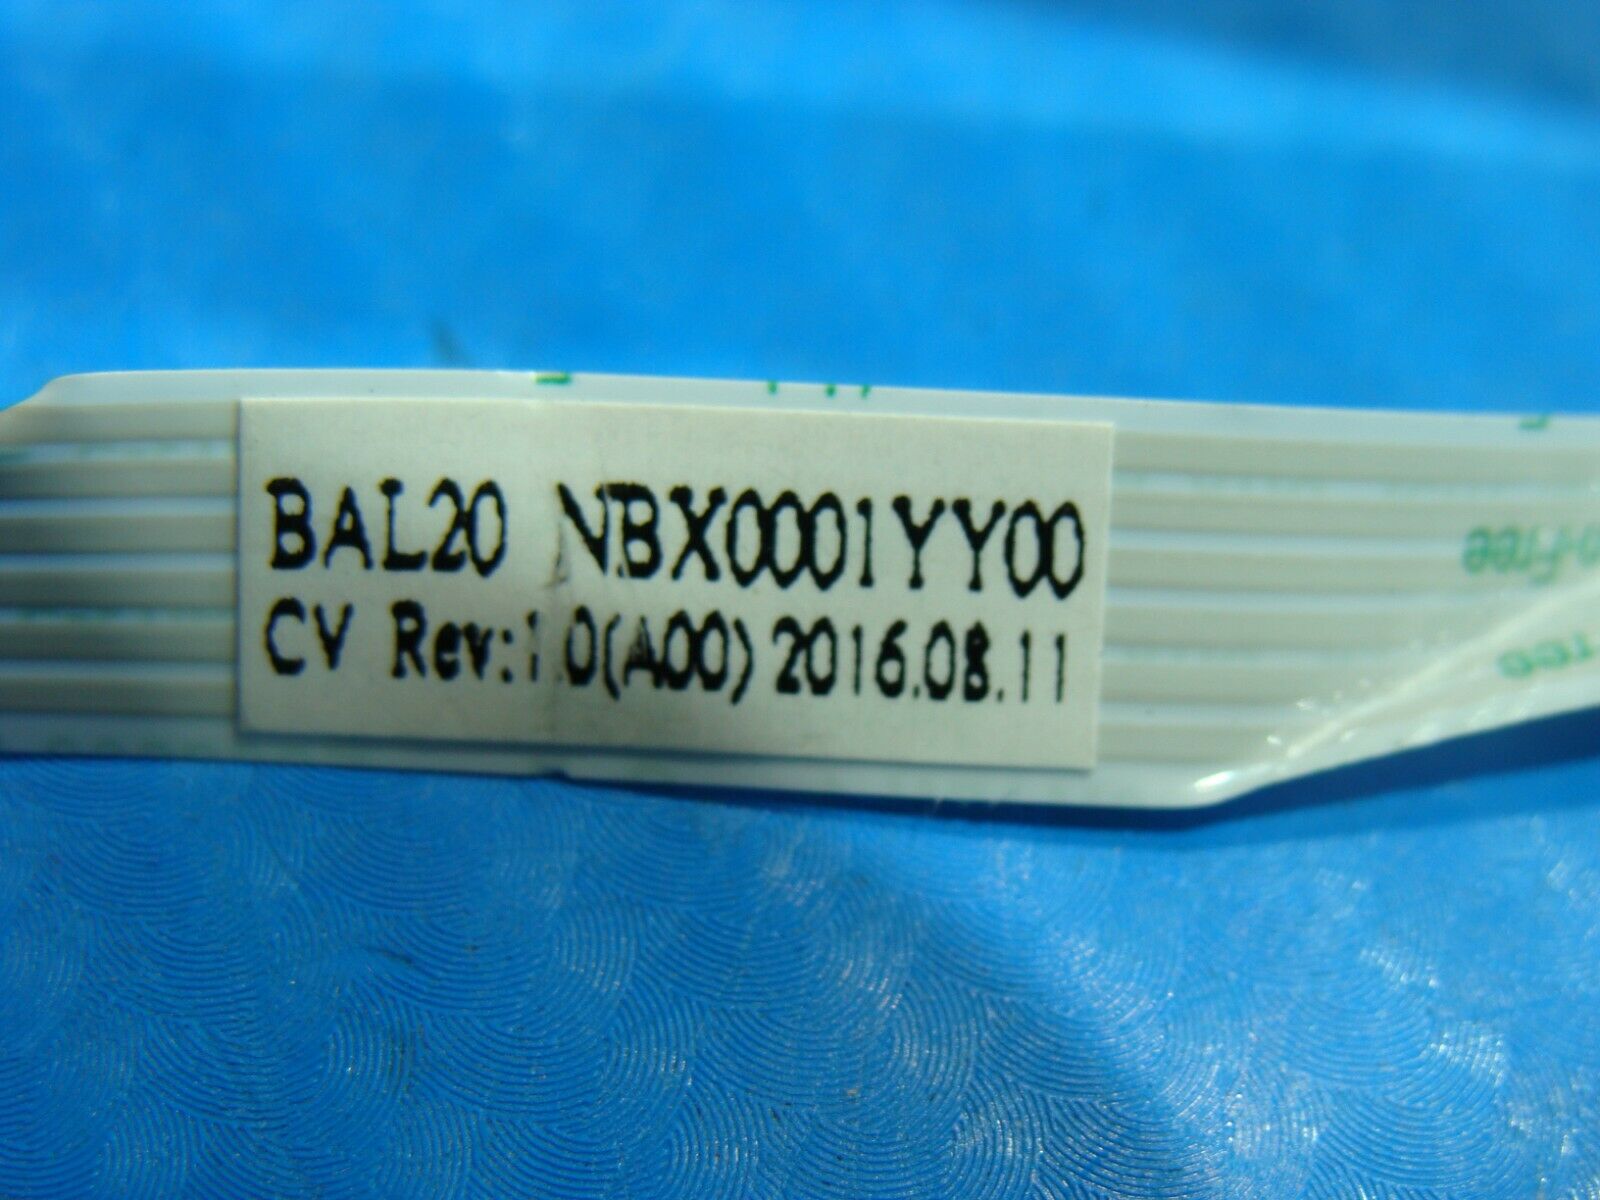 BAL20 NBX0001YY00
CV Rev:1.0(A00) 2016.08.11